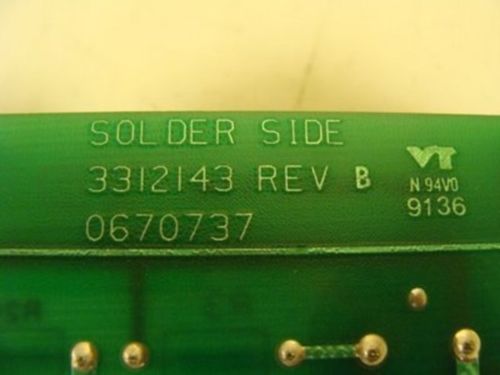 SOLDER SIDE
3312143 REV B
0670737
VT
N 94V0
9136